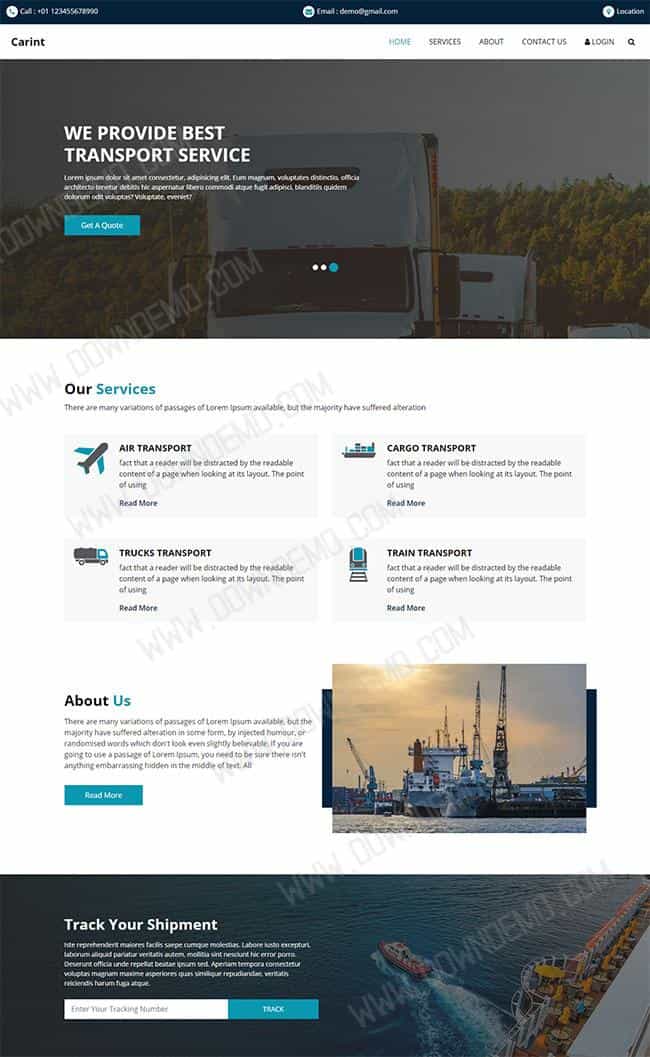 Call : +01 123455678990
Email : demo@gmail.com
Location
Carint
HOME SERVICES ABOUT CONTACT US LOGIN
WE PROVIDE BEST
TRANSPORT SERVICE
Lorem ipsum dolor sit amet consectetur, adipisicing elit. Eum magnam, voluptates distinctio, officia
architecto tenetur debitis hic aspernatur libero commodi atque fugit adipisci, blanditiis quidem
dolorum odit voluptas? Voluptate, eveniet?
Get A Quote
Our Services
There are many variations of passages of Lorem Ipsum available, but the majority have suffered alteration
AIR TRANSPORT
fact that a reader will be distracted by the readable
content of a page when looking at its layout. The point
of using
Read More
CARGO TRANSPORT
fact that a reader will be distracted by the readable
content of a page when looking at its layout. The point
of using
Read More
TRUCKS TRANSPORT
fact that a reader will be distracted by the readable
content of a page when looking at its layout. The point
of using
Read More
TRAIN TRANSPORT
fact that a reader will be distracted by the readable
content of a page when looking at its layout. The point
of using
Read More
About Us
There are many variations of passages of Lorem Ipsum available, but the
majority have suffered alteration in some form, by injected humour, or
randomised words which don't look even slightly believable. If you are
going to use a passage of Lorem Ipsum, you need to be sure there isn't
anything embarrassing hidden in the middle of text. All
Read More
Track Your Shipment
Iste reprehenderit maiores facilis saepe cumque molestias. Labore iusto excepturi,
laborum aliquid pariatur veritatis autem, mollitia sint nesciunt hic error porro.
Deserunt officia unde repellat beatae ipsum sed. Aperiam tempora consectetur
voluptas magnam maxime asperiores quas similique repudiandae, veritatis
reiciendis harum fuga atque.
Enter Your Tracking Number
TRACK
WWW.DOWNDEMO.COM
WWW.DOWNDEMO.COM
WWW.DOWNDEMO.COM
WWW.DOWNDEMO.COM
WWW.DOWNDEMO.COM
WWW.DOWNDEMO.COM